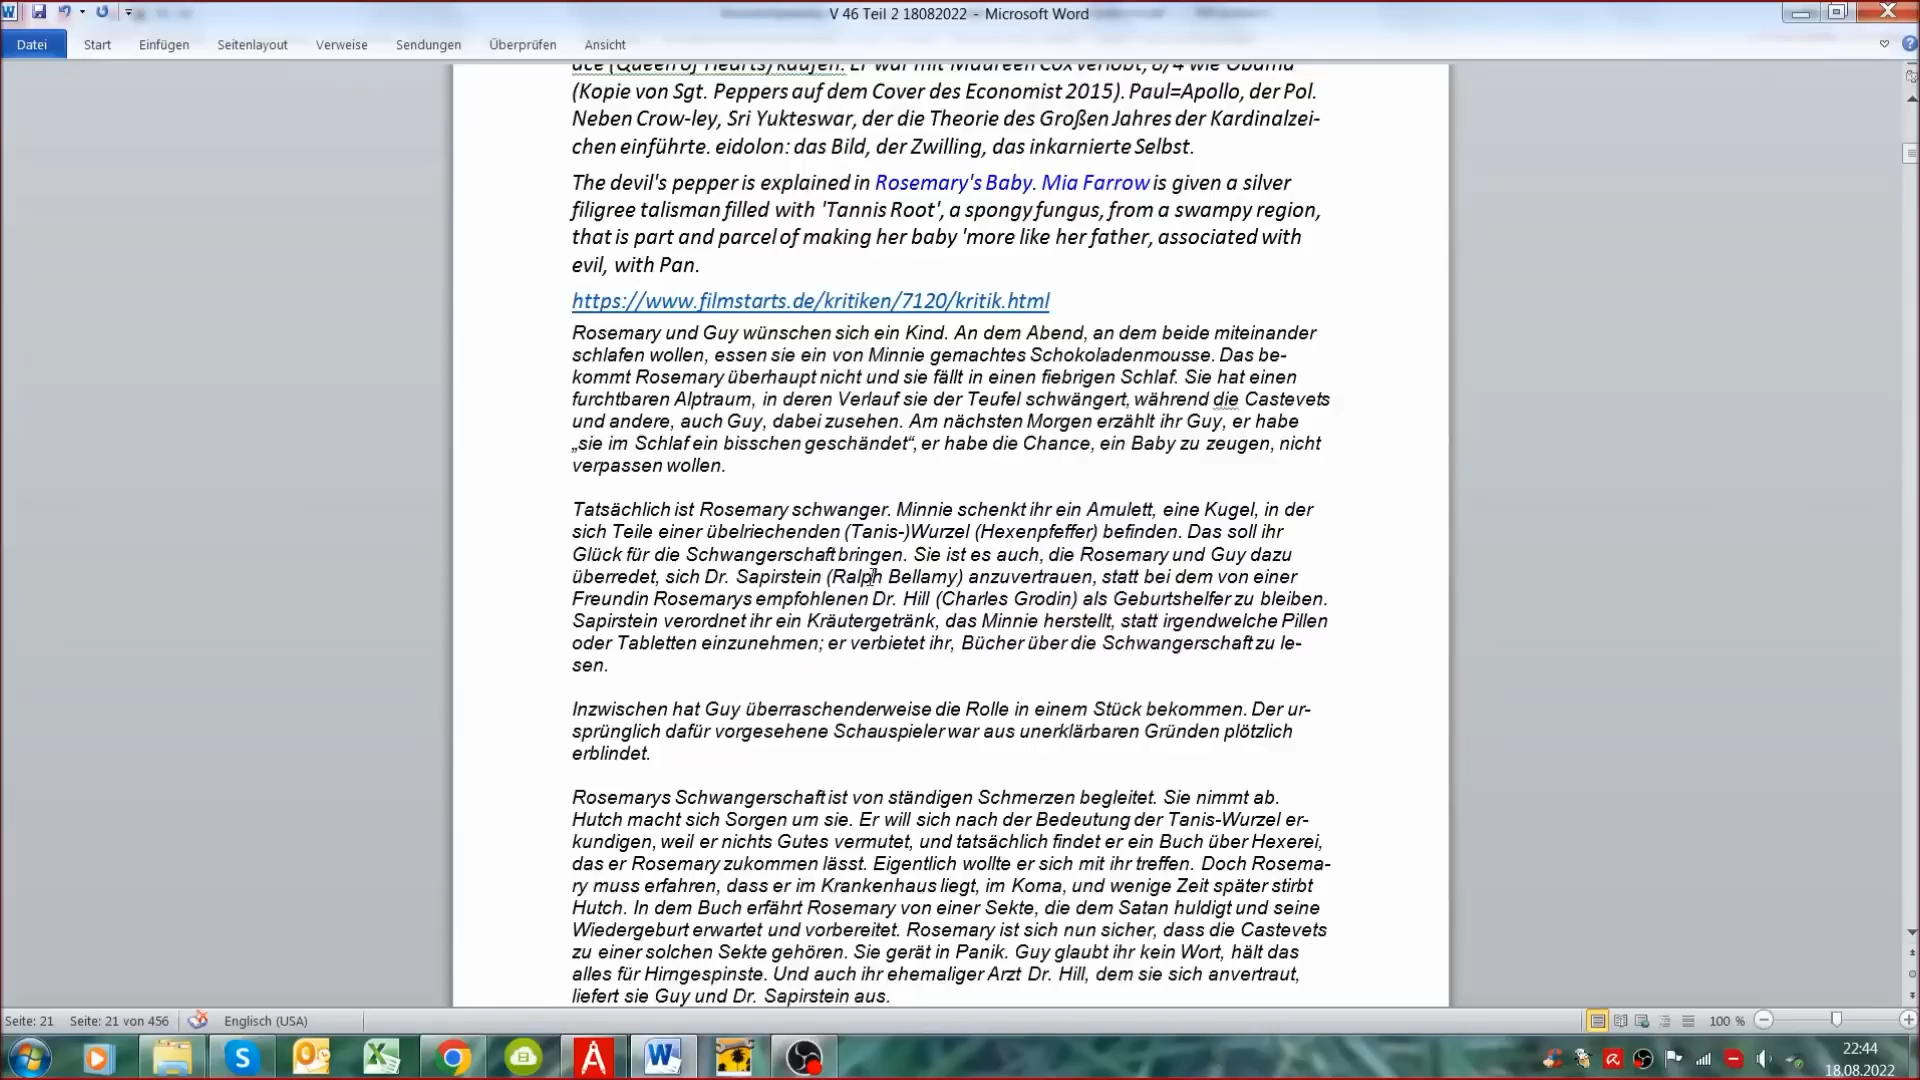 V 46 Teil 2 18082022 - Microsoft Word
Datei Start Einfügen Seitenlayout Verweise Sendungen Überprüfen Ansicht
ace (Queen of Hearts) kaufen. Er war mit Maureen Cox verlobt, 8/4 wie Obama
(Kopie von Sgt. Peppers auf dem Cover des Economist 2015). Paul=Apollo, der Pol.
Neben Crow-ley, Sri Yukteswar, der die Theorie des Großen Jahres der Kardinalzei-
chen einführte. eidolon: das Bild, der Zwilling, das inkarnierte Selbst.
The devil's pepper is explained in Rosemary's Baby. Mia Farrow is given a silver
filigree talisman filled with 'Tannis Root', a spongy fungus, from a swampy region,
that is part and parcel of making her baby 'more like her father, associated with
evil, with Pan.
https://www.filmstarts.de/kritiken/7120/kritik.html
Rosemary und Guy wünschen sich ein Kind. An dem Abend, an dem beide miteinander
schlafen wollen, essen sie ein von Minnie gemachtes Schokoladenmousse. Das be-
kommt Rosemary überhaupt nicht und sie fällt in einen fiebrigen Schlaf. Sie hat einen
furchtbaren Alptraum, in deren Verlauf sie der Teufel schwängert, während die Castevets
und andere, auch Guy, dabei zusehen. Am nächsten Morgen erzählt ihr Guy, er habe
„sie im Schlaf ein bisschen geschändet“, er habe die Chance, ein Baby zu zeugen, nicht
verpassen wollen.
Tatsächlich ist Rosemary schwanger. Minnie schenkt ihr ein Amulett, eine Kugel, in der
sich Teile einer übelriechenden (Tanis-)Wurzel (Hexenpfeffer) befinden. Das soll ihr
Glück für die Schwangerschaft bringen. Sie ist es auch, die Rosemary und Guy dazu
überredet, sich Dr. Sapirstein (Ralph Bellamy) anzuvertrauen, statt bei dem von einer
Freundin Rosemarys empfohlenen Dr. Hill (Charles Grodin) als Geburtshelfer zu bleiben.
Sapirstein verordnet ihr ein Kräutergetränk, das Minnie herstellt, statt irgendwelche Pillen
oder Tabletten einzunehmen; er verbietet ihr, Bücher über die Schwangerschaft zu le-
sen.
Inzwischen hat Guy überraschenderweise die Rolle in einem Stück bekommen. Der ur-
sprünglich dafür vorgesehene Schauspieler war aus unerklärbaren Gründen plötzlich
erblindet.
Rosemarys Schwangerschaft ist von ständigen Schmerzen begleitet. Sie nimmt ab.
Hutch macht sich Sorgen um sie. Er will sich nach der Bedeutung der Tanis-Wurzel er-
kundigen, weil er nichts Gutes vermutet, und tatsächlich findet er ein Buch über Hexerei,
das er Rosemary zukommen lässt. Eigentlich wollte er sich mit ihr treffen. Doch Rosema-
ry muss erfahren, dass er im Krankenhaus liegt, im Koma, und wenige Zeit später stirbt
Hutch. In dem Buch erfährt Rosemary von einer Sekte, die dem Satan huldigt und seine
Wiedergeburt erwartet und vorbereitet. Rosemary ist sich nun sicher, dass die Castevets
zu einer solchen Sekte gehören. Sie gerät in Panik. Guy glaubt ihr kein Wort, hält das
alles für Hirngespinste. Und auch ihr ehemaliger Arzt Dr. Hill, dem sie sich anvertraut,
liefert sie Guy und Dr. Sapirstein aus.
Seite: 21 Seite: 21 von 456 Englisch (USA) 100 %
22:44
18.08.2022